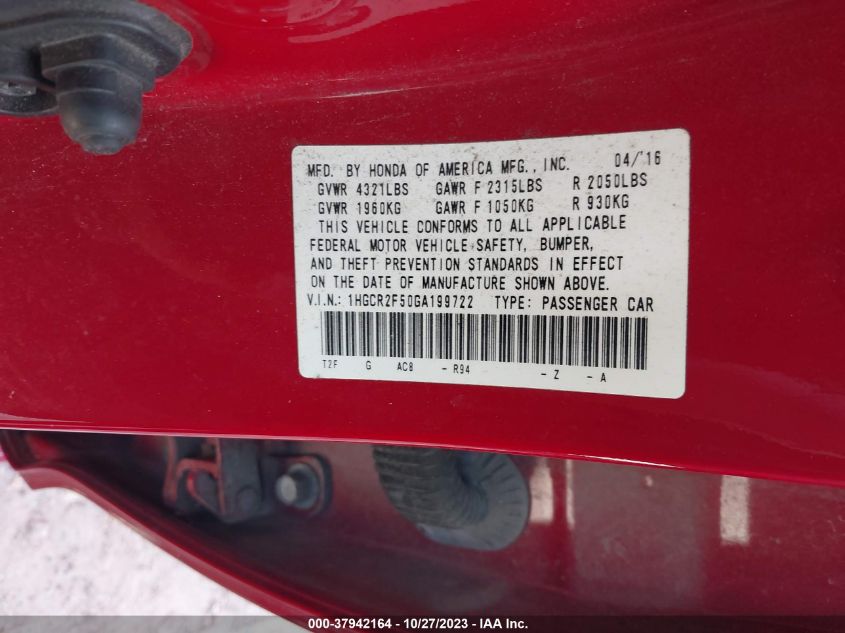 MFD. BY HONDA OF AMERICA MFG., INC. 04/'16
GVWR 4321LBS GAWR F 2315LBS R 2050LBS
GVWR 1960KG GAWR F 1050KG R 930KG
THIS VEHICLE CONFORMS TO ALL APPLICABLE
FEDERAL MOTOR VEHICLE SAFETY, BUMPER,
AND THEFT PREVENTION STANDARDS IN EFFECT
ON THE DATE OF MANUFACTURE SHOWN ABOVE.
V.I.N.: 1HGCR2F50GA199722 TYPE: PASSENGER CAR
T2F G AC8 - R94 - Z - A
000-37942164 - 10/27/2023 - IAA Inc.